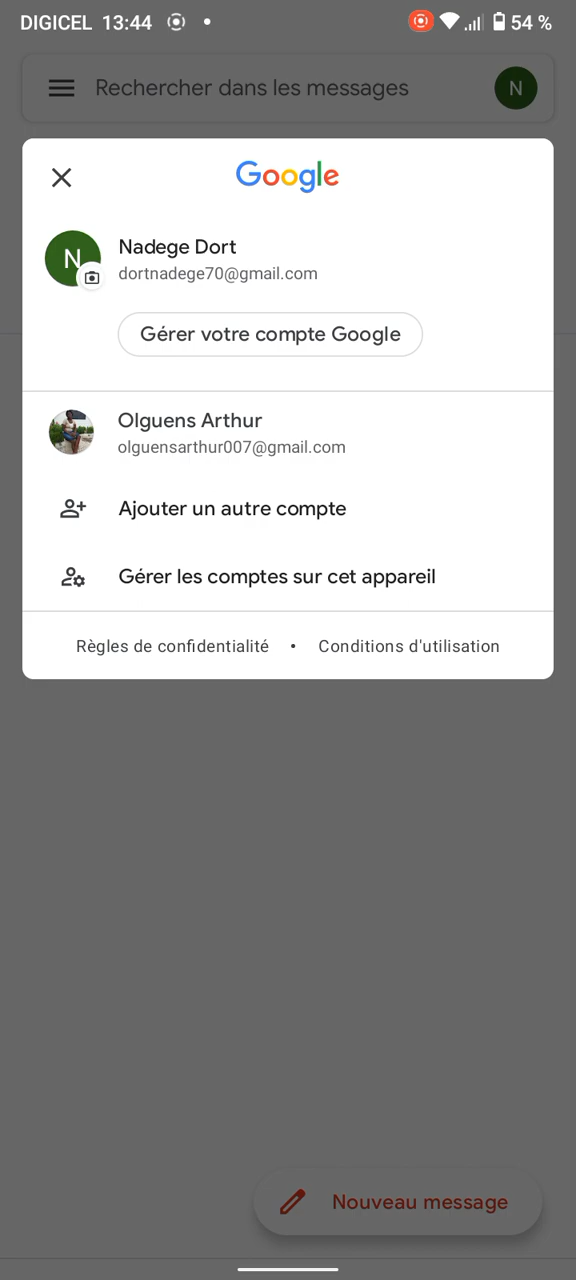 DIGICEL 13:44 54 %
Rechercher dans les messages
N
Google
N
Nadege Dort
dortnadege70@gmail.com
Gérer votre compte Google
Olguens Arthur
olguensarthur007@gmail.com
Ajouter un autre compte
Gérer les comptes sur cet appareil
Règles de confidentialité • Conditions d'utilisation
Nouveau message